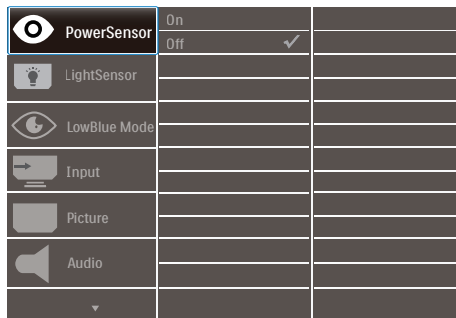 PowerSensor
On
Off
LightSensor
LowBlue Mode
Input
Picture
Audio